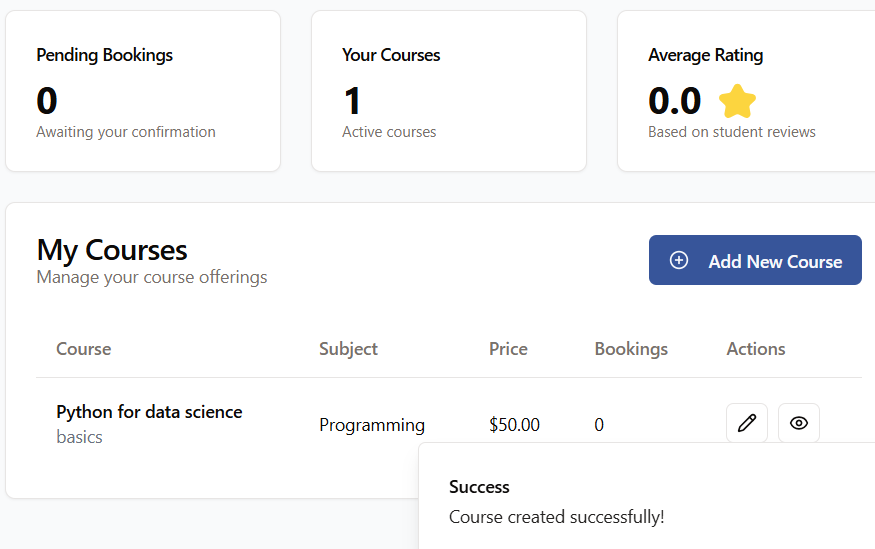 Pending Bookings
0
Awaiting your confirmation
Your Courses
1
Active courses
Average Rating
0.0
Based on student reviews
My Courses
Manage your course offerings
Add New Course
Course Subject Price Bookings Actions
Python for data science
basics
Programming $50.00 0
Success
Course created successfully!